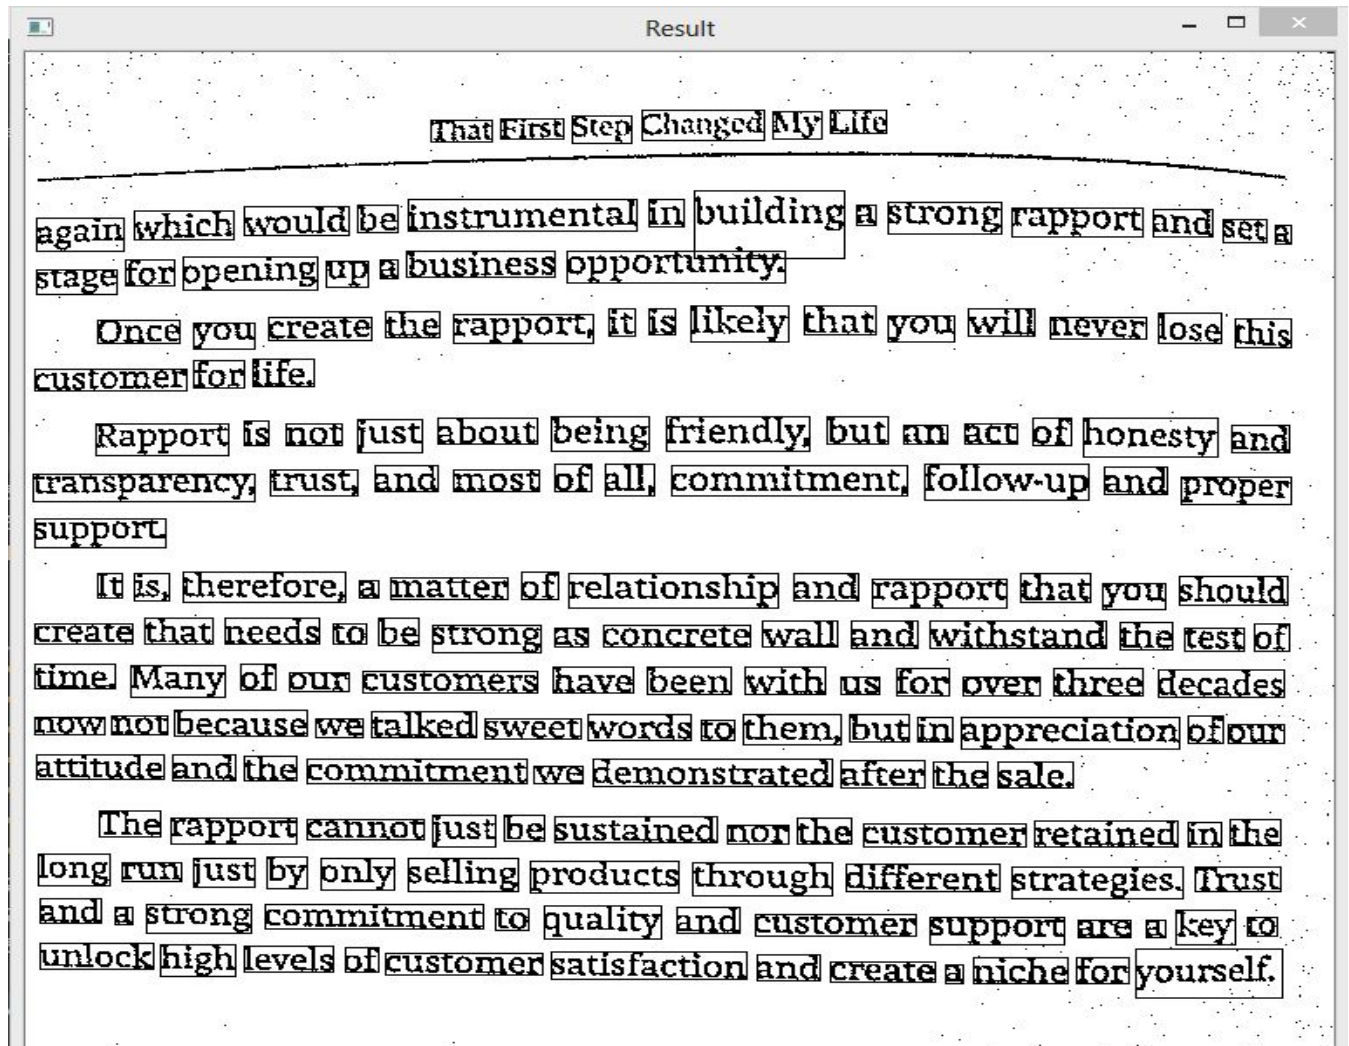 Result
That First Step Changed My Life
again which would be instrumental in building a strong rapport and set a
stage for opening up a business opportunity.
Once you create the rapport, it is likely that you will never lose this
customer for life.
Rapport is not just about being friendly, but an act of honesty and
transparency, trust, and most of all, commitment, follow-up and proper
support.
It is, therefore, a matter of relationship and rapport that you should
create that needs to be strong as concrete wall and withstand the test of
time. Many of our customers have been with us for over three decades
now not because we talked sweet words to them, but in appreciation of our
attitude and the commitment we demonstrated after the sale.
The rapport cannot just be sustained nor the customer retained in the
long run just by only selling products through different strategies. Trust
and a strong commitment to quality and customer support are a key to
unlock high levels of customer satisfaction and create a niche for yourself.